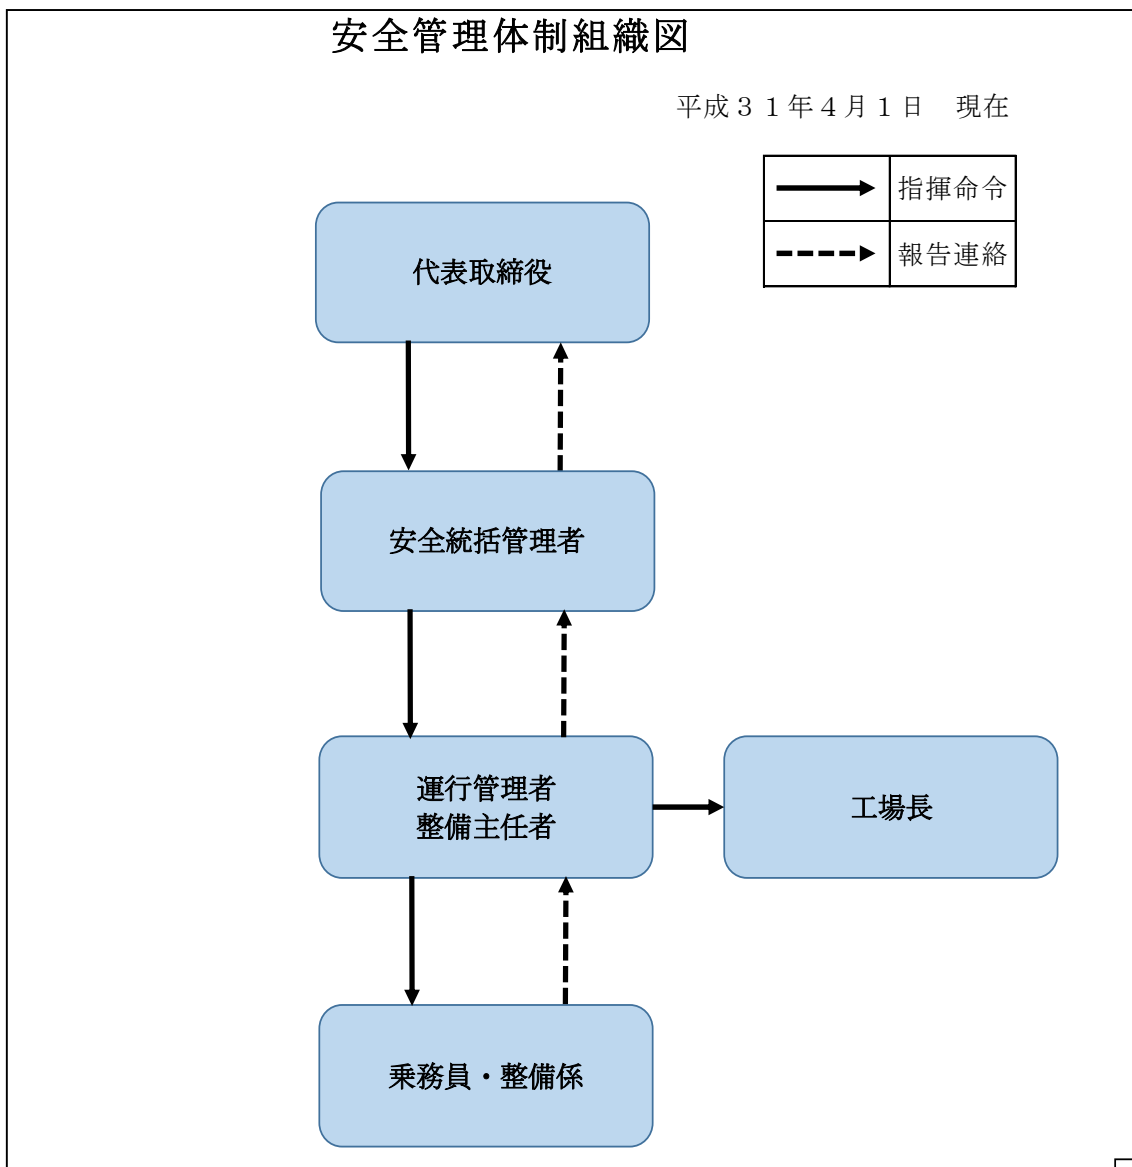 安全管理体制組織図
平成３１年４月１日　現在
指揮命令
報告連絡
代表取締役
安全統括管理者
運行管理者
整備主任者
工場長
乗務員・整備係